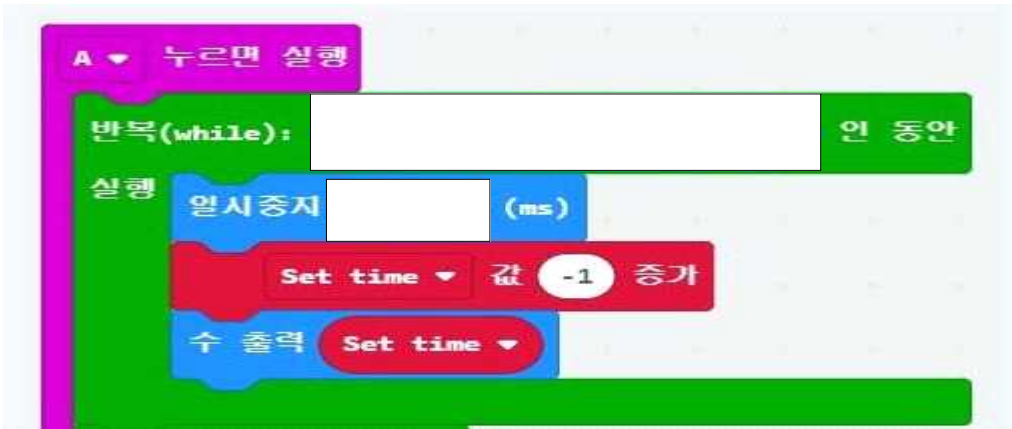 A 누르면 실행
반복(while): 인 동안
실행
일시중지 (ms)
Set time 값 -1 증가
수 출력 Set time